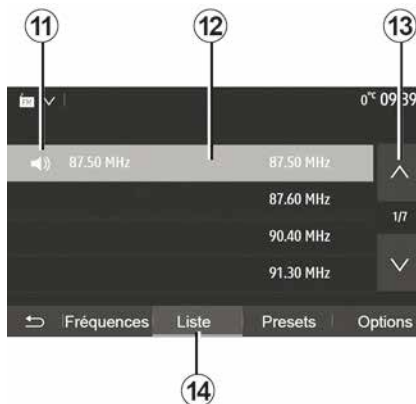 11 12 13
FM 0°C 09:39
87.50 MHz 87.50 MHz
87.60 MHz
1/7
90.40 MHz
91.30 MHz
Fréquences Liste Presets Options
14